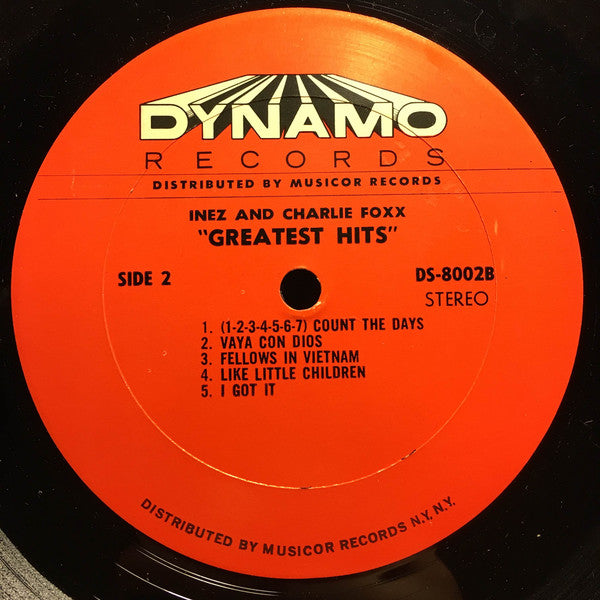 DYNAMO
RECORDS
DISTRIBUTED BY MUSICOR RECORDS
INEZ AND CHARLIE FOXX
"GREATEST HITS"
SIDE 2
DS-8002B
STEREO
1. (1-2-3-4-5-6-7) COUNT THE DAYS
2. VAYA CON DIOS
3. FELLOWS IN VIETNAM
4. LIKE LITTLE CHILDREN
5. I GOT IT
DISTRIBUTED BY MUSICOR RECORDS N.Y., N.Y.